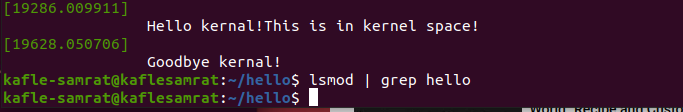 [19286.009911]
Hello kernal!This is in kernel space!
[19628.050706]
Goodbye kernal!
kafle-samrat@kaflesamrat:~/hello$ lsmod | grep hello
kafle-samrat@kaflesamrat:~/hello$